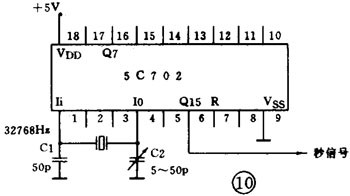 +5V
18 17 16 15 14 13 12 11 10
VDD Q7
5C702
Ii I0 Q15 R VSS
1 2 3 4 5 6 7 8 9
32768Hz
C1
50p
C2
5~50p
秒信号
⑩